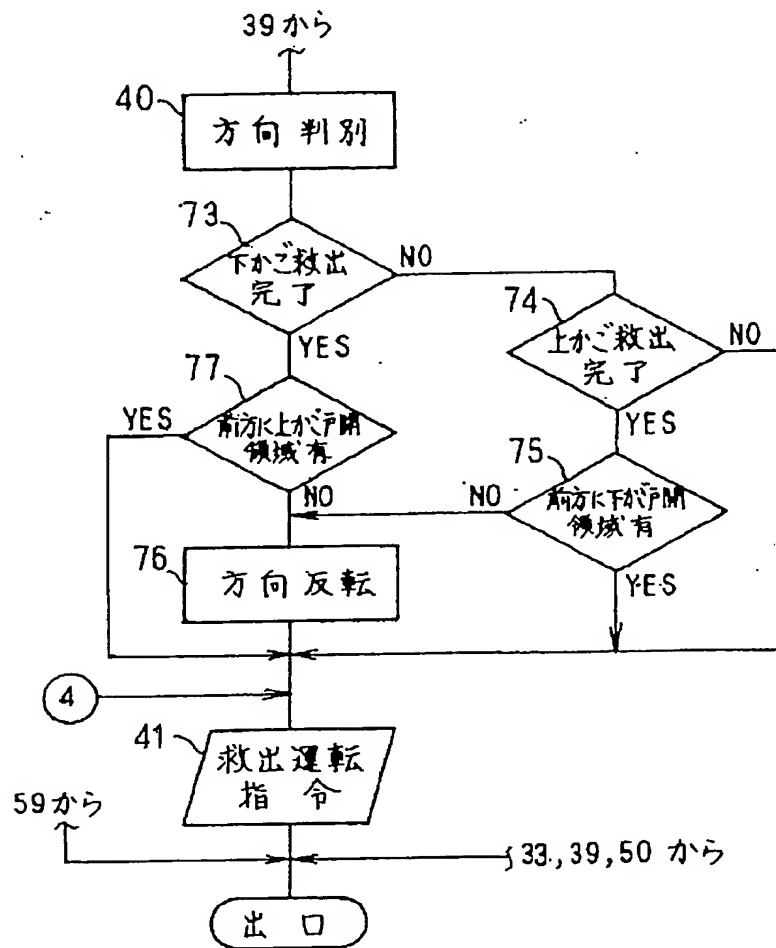 39から
40
方向判別
73
下かご救出
完了
NO
YES
74
上かご救出
完了
NO
YES
77
YES
前方に上かご戸開
領域有
NO
75
NO
前方に下かご戸開
領域有
YES
76
方向反転
4
41
救出運転
指令
59から
33,39,50から
出口